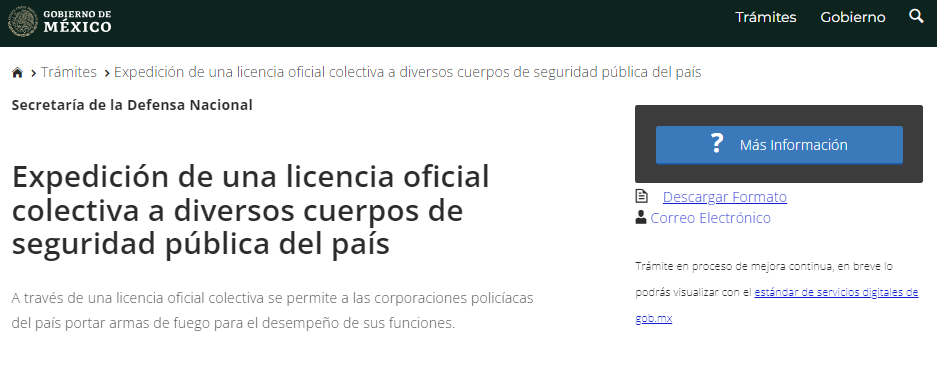 GOBIERNO DE
MÉXICO
Trámites
Gobierno
Trámites
Expedición de una licencia oficial colectiva a diversos cuerpos de seguridad pública del país
Secretaría de la Defensa Nacional
Expedición de una licencia oficial
colectiva a diversos cuerpos de
seguridad pública del país
A través de una licencia oficial colectiva se permite a las corporaciones policíacas
del país portar armas de fuego para el desempeño de sus funciones.
? Más Información
Descargar Formato
Correo Electrónico
Trámite en proceso de mejora continua, en breve lo
podrás visualizar con el estándar de servicios digitales de
gob.mx